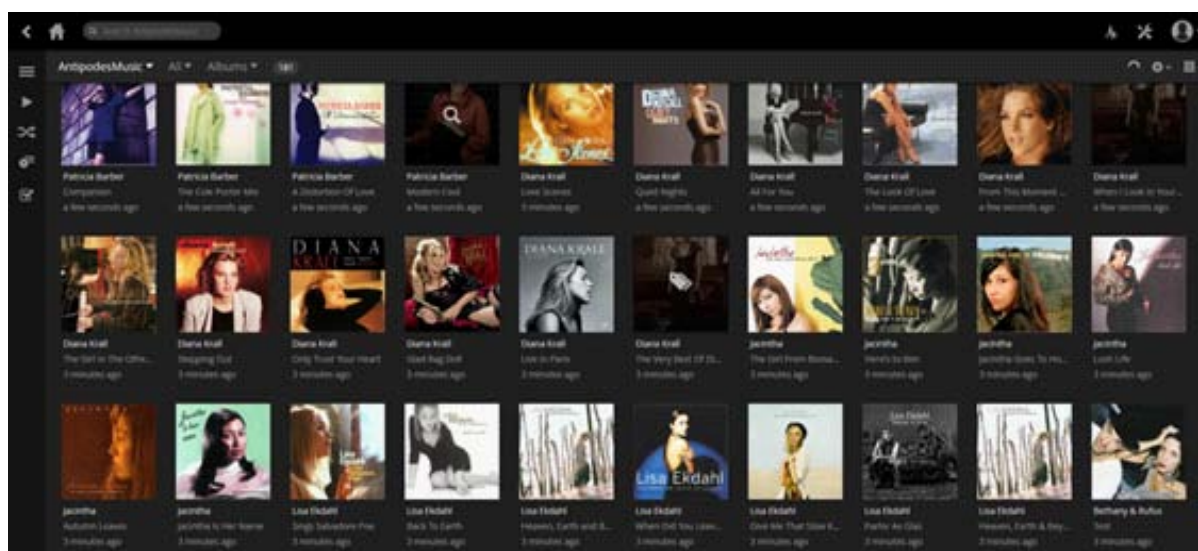 Search AntipodesMusic
AntipodesMusic All Albums 181
Patricia Barber Patricia Barber Patricia Barber Patricia Barber Diana Krall Diana Krall Diana Krall Diana Krall Diana Krall Diana Krall
Companion The Cole Porter Mix A Distortion Of Love Modern Cool Love Scenes Quiet Nights All For You The Look Of Love From This Moment ... When I Look In Your ...
a few seconds ago a few seconds ago a few seconds ago a few seconds ago 3 minutes ago a few seconds ago a few seconds ago a few seconds ago a few seconds ago a few seconds ago
DIANA KRALL
DIANA KRALL
jacintha
Diana Krall Diana Krall Diana Krall Diana Krall Diana Krall Diana Krall Jacintha Jacintha Jacintha Jacintha
The Girl In The Othe... Stepping Out Only Trust Your Heart Glad Rag Doll Live In Paris The Very Best Of Di... The Girl From Bossa... Here's to Ben Jacintha Goes To Ho... Lush Life
3 minutes ago 3 minutes ago 3 minutes ago 3 minutes ago 3 minutes ago 3 minutes ago 3 minutes ago 3 minutes ago 3 minutes ago 3 minutes ago
Lisa Ekdahl
Lisa Ekdahl
Jacintha Jacintha Lisa Ekdahl Lisa Ekdahl Lisa Ekdahl Lisa Ekdahl Lisa Ekdahl Lisa Ekdahl Lisa Ekdahl Bethany & Rufus
Autumn Leaves Jacintha Is Her Name Sings Salvadore Poe Back To Earth Heaven, Earth and B... When Did You Leav... Give Me That Slow K... Heaven, Earth & Bey...
3 minutes ago 3 minutes ago 3 minutes ago 3 minutes ago 3 minutes ago 3 minutes ago 3 minutes ago 3 minutes ago 3 minutes ago 3 minutes ago